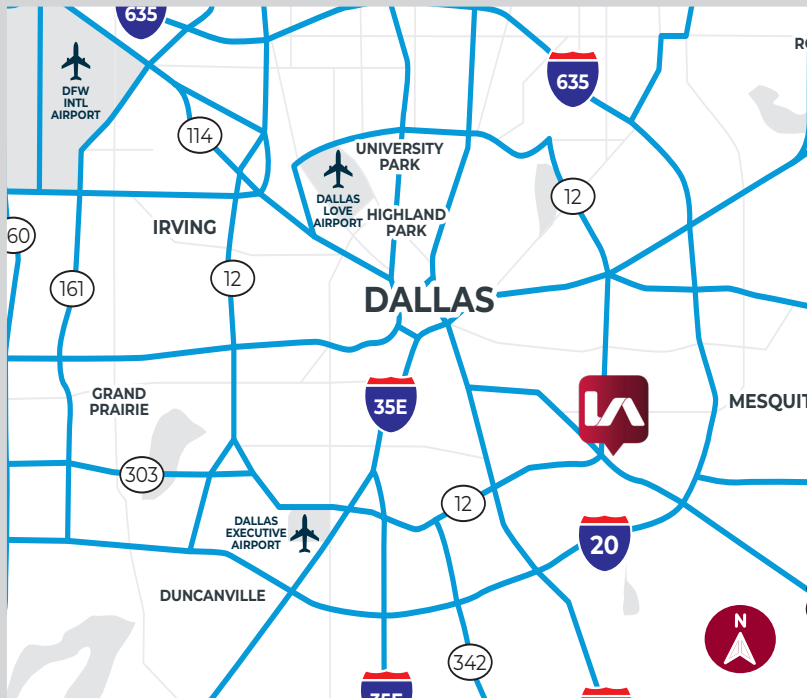 635
DFW
INTL
AIRPORT
635
114
UNIVERSITY
PARK
DALLAS
LOVE
AIRPORT
HIGHLAND
PARK
12
60
IRVING
12
161
DALLAS
GRAND
PRAIRIE
35E
MESQUIT
303
12
DALLAS
EXECUTIVE
AIRPORT
20
DUNCANVILLE
N
342
35E